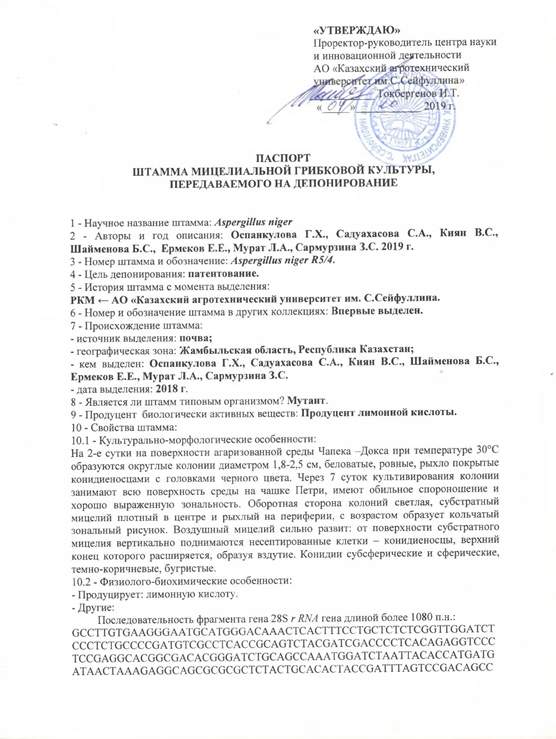 «УТВЕРЖДАЮ»
Проректор-руководитель центра науки
и инновационной деятельности
АО «Казахский агротехнический
университет им.С.Сейфуллина»
Токбергенов И.Т.
« 04 » 2019 г.
ПАСПОРТ
ШТАММА МИЦЕЛИАЛЬНОЙ ГРИБКОВОЙ КУЛЬТУРЫ,
ПЕРЕДАВАЕМОГО НА ДЕПОНИРОВАНИЕ
1 - Научное название штамма: Aspergillus niger
2 - Авторы и год описания: Оспанкулова Г.Х., Садуахасова С.А., Киян В.С.,
Шайменова Б.С., Ермеков Е.Е., Мурат Л.А., Сармурзина З.С. 2019 г.
3 - Номер штамма и обозначение: Aspergillus niger R5/4.
4 - Цель депонирования: патентование.
5 - История штамма с момента выделения:
РКМ ← АО «Казахский агротехнический университет им. С.Сейфуллина.
6 - Номер и обозначение штамма в других коллекциях: Впервые выделен.
7 - Происхождение штамма:
- источник выделения: почва;
- географическая зона: Жамбыльская область, Республика Казахстан;
- кем выделен: Оспанкулова Г.Х., Садуахасова С.А., Киян В.С., Шайменова Б.С.,
Ермеков Е.Е., Мурат Л.А., Сармурзина З.С.
- дата выделения: 2018 г.
8 - Является ли штамм типовым организмом? Мутант.
9 - Продуцент биологически активных веществ: Продуцент лимонной кислоты.
10 - Свойства штамма:
10.1 - Культурально-морфологические особенности:
На 2-е сутки на поверхности агаризованной среды Чапека –Докса при температуре 30°С
образуются округлые колонии диаметром 1,8-2,5 см, беловатые, ровные, рыхло покрытые
конидиеносцами с головками черного цвета. Через 7 суток культивирования колонии
занимают всю поверхность среды на чашке Петри, имеют обильное спороношение и
хорошо выраженную зональность. Оборотная сторона колоний светлая, субстратный
мицелий плотный в центре и рыхлый на периферии, с возрастом образует кольчатый
зональный рисунок. Воздушный мицелий сильно развит: от поверхности субстратного
мицелия вертикально поднимаются несептированные клетки – конидиеносцы, верхний
конец которого расширяется, образуя вздутие. Конидии субсферические и сферические,
темно-коричневые, бугристые.
10.2 - Физиолого-биохимические особенности:
- Продуцирует: лимонную кислоту.
- Другие:
Последовательность фрагмента гена 28S r RNA гена длиной более 1080 п.н.:
GCCTTGTGAAGGGAATGCATGGGACAAACTCACTTTCCTGCTCTCTCGGTTGGATCT
CCCTCTGCCCCGATGTCGCCTCACCGCAGTCTACGATCGACCCCTCACAGAGGTCCC
TCCGAGGCACGGCGACACGGGATCTGCAGCCAAATGGATCTAATTACACCATGATG
ATAACTAAAGAGGCAGCGCGCGCTCTACTGCACACTACCGATTTAGTCCGACAGCC